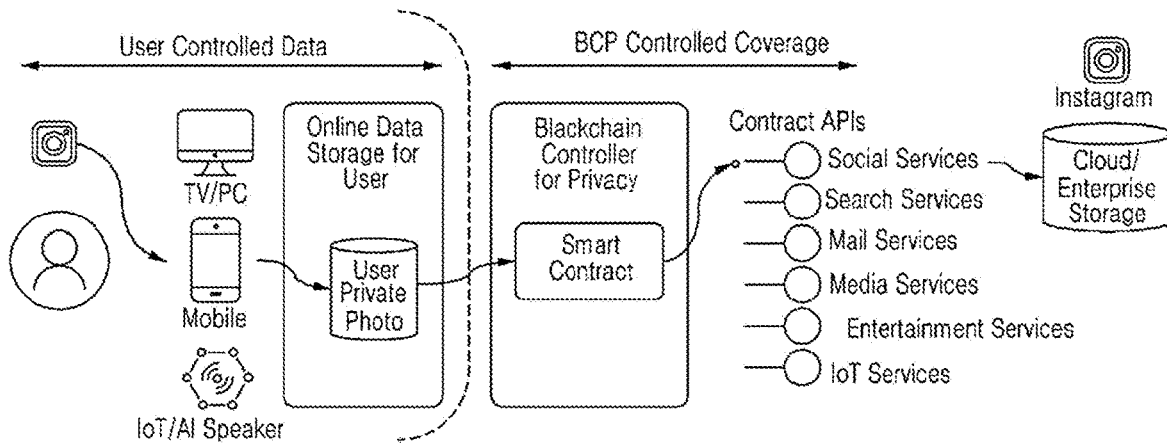 User Controlled Data
BCP Controlled Coverage
Instagram
Cloud/
Enterprise
Storage
TV/PC
Mobile
IoT/AI Speaker
Online Data
Storage for
User
User
Private
Photo
Blackchain
Controller
for Privacy
Smart
Contract
Contract APIs
Social Services
Search Services
Mail Services
Media Services
Entertainment Services
IoT Services